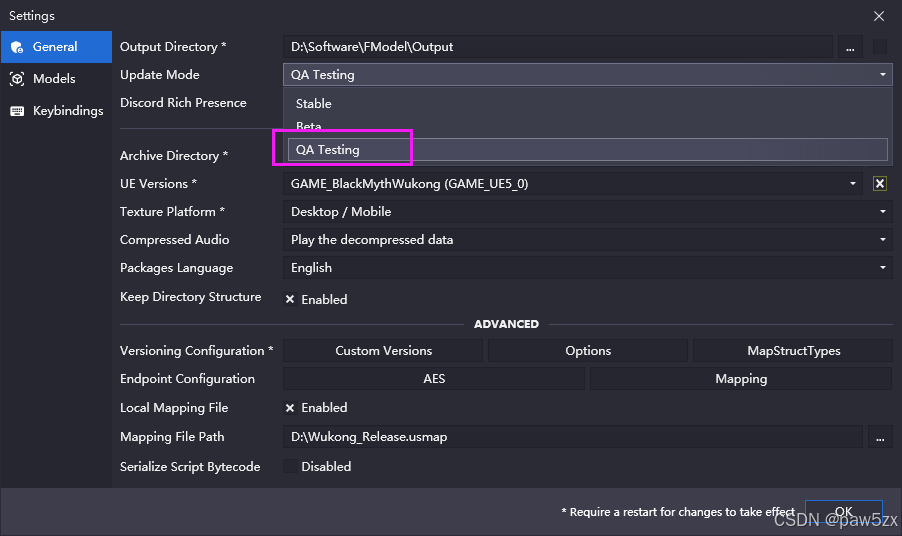 Settings
General
Models
Keybindings
Output Directory * D:\Software\FModel\Output ...
Update Mode QA Testing
Discord Rich Presence Stable
Beta
QA Testing
Archive Directory *
UE Versions * GAME_BlackMythWukong (GAME_UE5_0)
Texture Platform * Desktop / Mobile
Compressed Audio Play the decompressed data
Packages Language English
Keep Directory Structure Enabled
ADVANCED
Versioning Configuration * Custom Versions Options MapStructTypes
Endpoint Configuration AES Mapping
Local Mapping File Enabled
Mapping File Path D:\Wukong_Release.usmap ...
Serialize Script Bytecode Disabled
* Require a restart for changes to take effect OK
CSDN @paw5zx